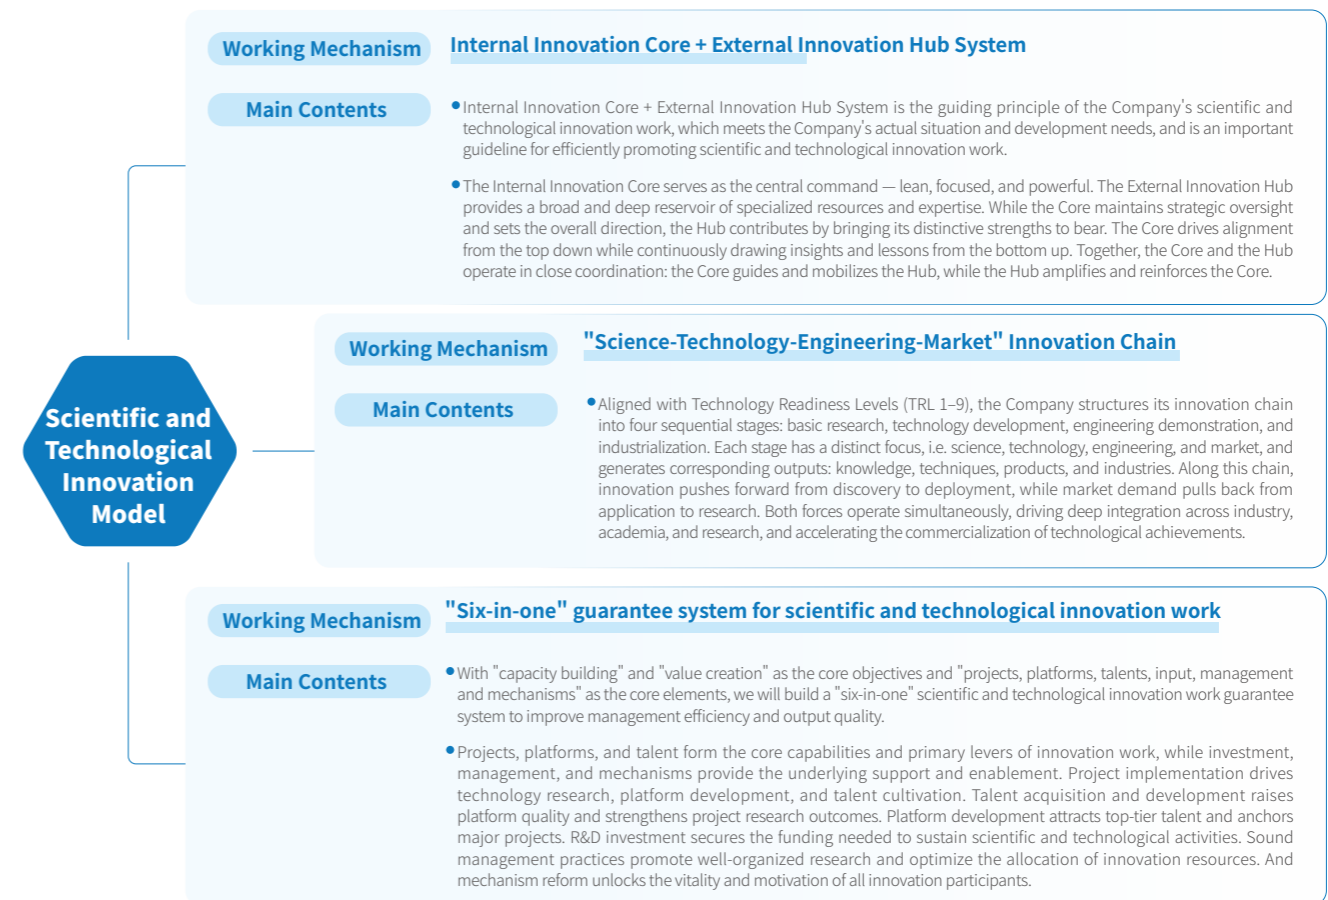 Working Mechanism
Internal Innovation Core + External Innovation Hub System
Main Contents
•Internal Innovation Core + External Innovation Hub System is the guiding principle of the Company's scientific and
technological innovation work, which meets the Company's actual situation and development needs, and is an important
guideline for efficiently promoting scientific and technological innovation work.
•The Internal Innovation Core serves as the central command — lean, focused, and powerful. The External Innovation Hub
provides a broad and deep reservoir of specialized resources and expertise. While the Core maintains strategic oversight
and sets the overall direction, the Hub contributes by bringing its distinctive strengths to bear. The Core drives alignment
from the top down while continuously drawing insights and lessons from the bottom up. Together, the Core and the Hub
operate in close coordination: the Core guides and mobilizes the Hub, while the Hub amplifies and reinforces the Core.
Scientific and
Technological
Innovation
Model
Working Mechanism
"Science-Technology-Engineering-Market" Innovation Chain
Main Contents
•Aligned with Technology Readiness Levels (TRL 1–9), the Company structures its innovation chain
into four sequential stages: basic research, technology development, engineering demonstration, and
industrialization. Each stage has a distinct focus, i.e. science, technology, engineering, and market, and
generates corresponding outputs: knowledge, techniques, products, and industries. Along this chain,
innovation pushes forward from discovery to deployment, while market demand pulls back from
application to research. Both forces operate simultaneously, driving deep integration across industry,
academia, and research, and accelerating the commercialization of technological achievements.
Working Mechanism
"Six-in-one" guarantee system for scientific and technological innovation work
Main Contents
•With "capacity building" and "value creation" as the core objectives and "projects, platforms, talents, input, management
and mechanisms" as the core elements, we will build a "six-in-one" scientific and technological innovation work guarantee
system to improve management efficiency and output quality.
•Projects, platforms, and talent form the core capabilities and primary levers of innovation work, while investment,
management, and mechanisms provide the underlying support and enablement. Project implementation drives
technology research, platform development, and talent cultivation. Talent acquisition and development raises
platform quality and strengthens project research outcomes. Platform development attracts top-tier talent and anchors
major projects. R&D investment secures the funding needed to sustain scientific and technological activities. Sound
management practices promote well-organized research and optimize the allocation of innovation resources. And
mechanism reform unlocks the vitality and motivation of all innovation participants.